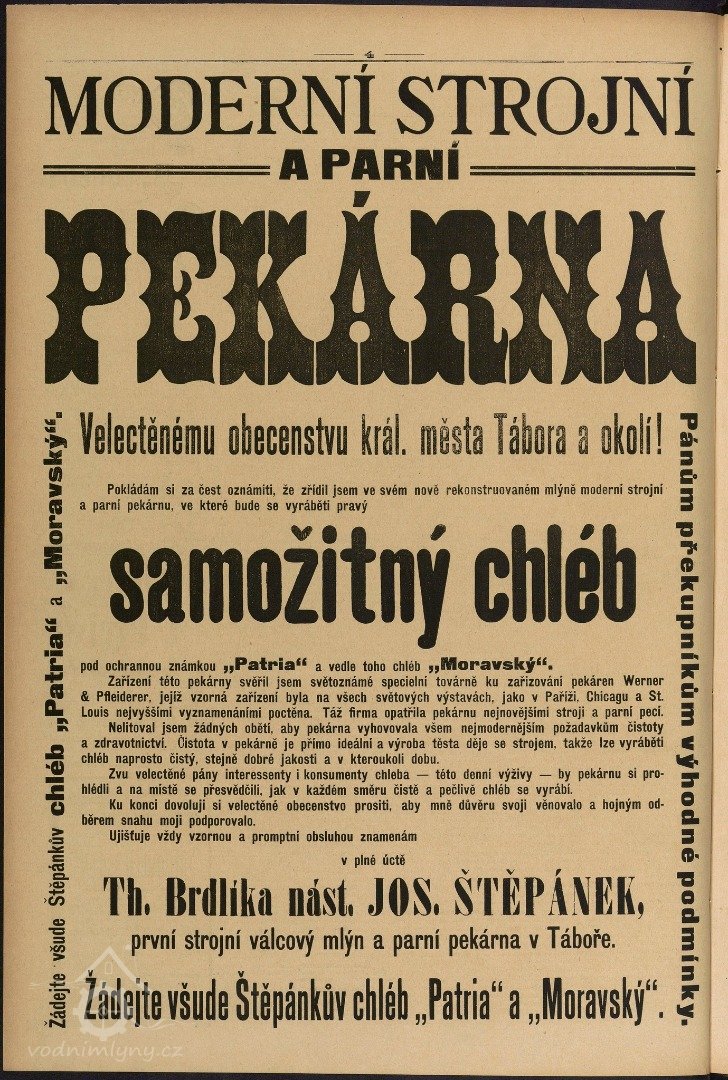 4
MODERNÍ STROJNÍ
A PARNÍ
PEKÁRNA
Velectěnému obecenstvu král. města Tábora a okolí!
Pokládám si za čest oznámiti, že zřídil jsem ve svém nově rekonstruovaném mlýně moderní strojní
a parní pekárnu, ve které bude se vyráběti pravý
samožitný chléb
pod ochrannou známkou „Patria“ a vedle toho chléb „Moravský“.
Zařízení této pekárny svěřil jsem světoznámé specielní továrně ku zařizování pekáren Werner
& Pfleiderer, jejíž vzorná zařízení byla na všech světových výstavách, jako v Paříži, Chicagu a St.
Louis nejvyššími vyznamenáními poctěna. Táž firma opatřila pekárnu nejnovějšími stroji a parní pecí.
Nelitoval jsem žádných obětí, aby pekárna vyhovovala všem nejmodernějším požadavkům čistoty
a zdravotnictví. Čistota v pekárně je přímo ideální a výroba těsta děje se strojem, takže lze vyráběti
chléb naprosto čistý, stejně dobré jakosti a v kteroukoli dobu.
Zvu velectěné pány interessenty i konsumenty chleba — této denní výživy — by pekárnu si pro-
hlédli a na místě se přesvědčili, jak v každém směru čistě a pečlivě chléb se vyrábí.
Ku konci dovoluji si velectěné obecenstvo prositi, aby mně důvěru svoji věnovalo a hojným od-
běrem snahu moji podporovalo.
Ujišťuje vždy vzornou a promptní obsluhou znamenám
v plné úctě
Th. Brdlíka nást. JOS. ŠTĚPÁNEK,
první strojní válcový mlýn a parní pekárna v Táboře.
Žádejte všude Štěpánkův chléb „Patria“ a „Moravský“.
Žádejte všude Štěpánkův chléb „Patria“ a „Moravský“.
Pánům překupníkům výhodné podmínky.
vodnimlyny.cz